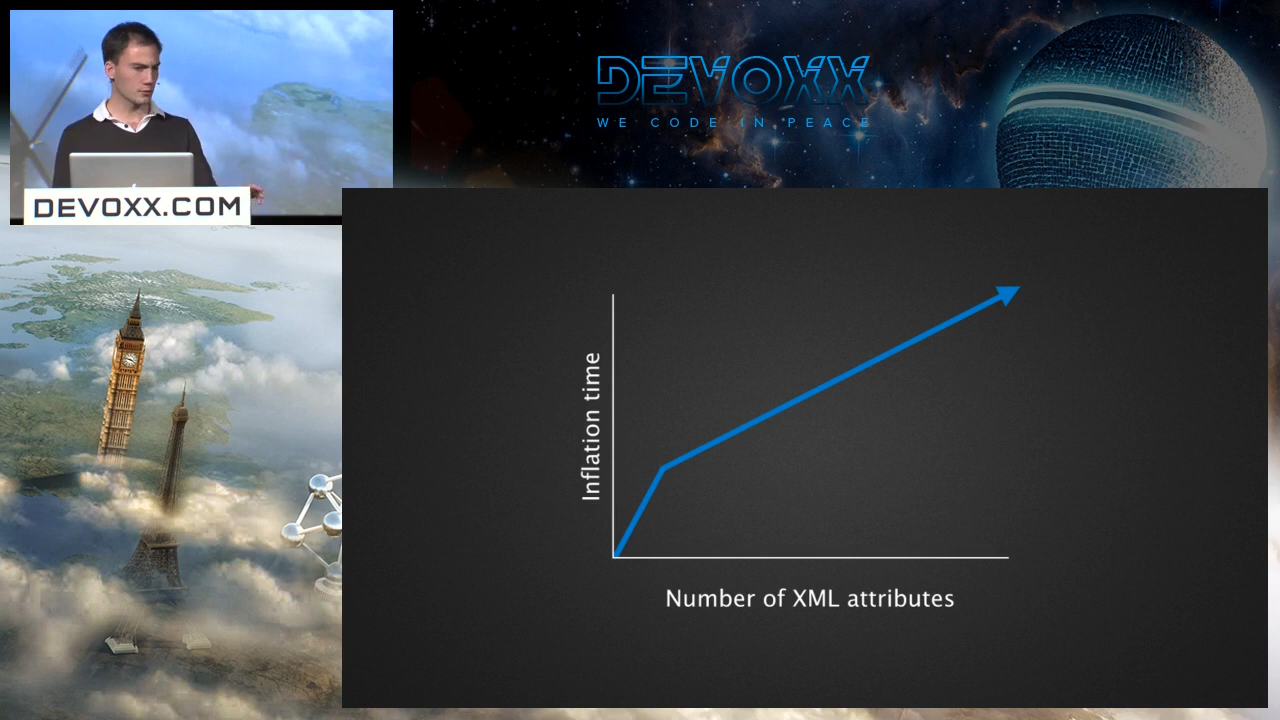 DEVOXX
WE CODE IN PEACE
DEVOXX.COM
Inflation time
Number of XML attributes